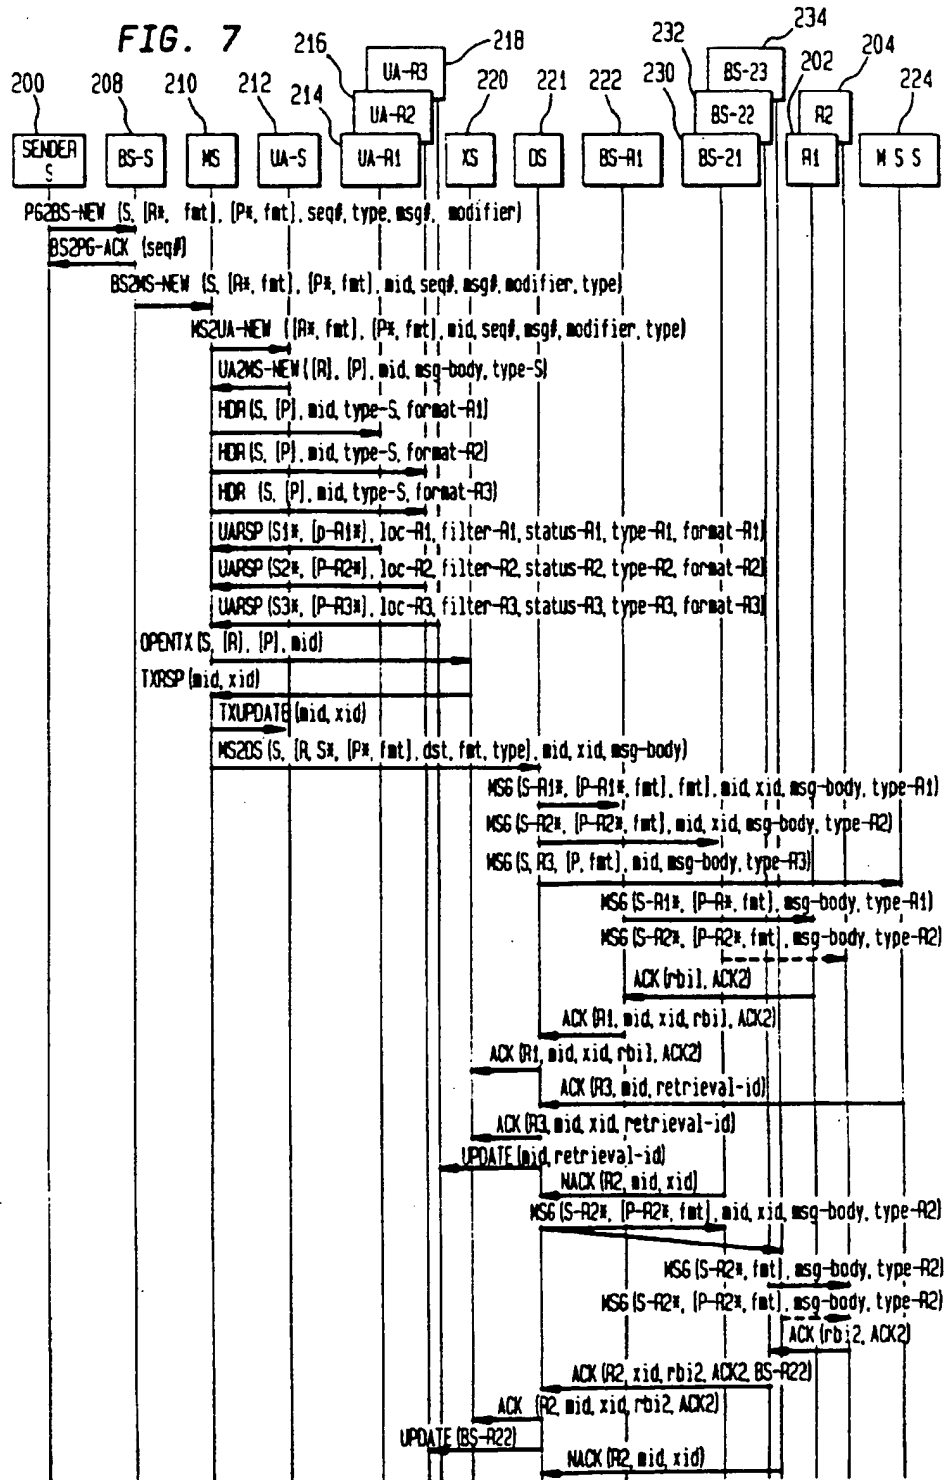 FIG. 7
234
216
218
232
204
UA-R3
BS-23
200
208
210
212
214
220
221
222
230
202
224
UA-R2
BS-22
R2
SENDER
S
BS-S
MS
UA-S
UA-R1
XS
DS
BS-R1
BS-21
R1
M S S
PG2BS-NEW (S, [R*, fmt], [P*, fmt], seq#, type, msg#, modifier)
BS2PG-ACK (seq#)
BS2MS-NEW (S, [R*, fmt], [P*, fmt], mid, seq#, msg#, modifier, type)
MS2UA-NEW ([R*, fmt], [P*, fmt], mid, seq#, msg#, modifier, type)
UA2MS-NEW([R], [P], mid, msg-body, type-S)
HDR(S, [P], mid, type-S, format-R1)
HDR(S, [P], mid, type-S, format-R2)
HDR (S, [P], mid, type-S, format-R3)
UARSP(S1*, [p-R1*], loc-R1, filter-R1, status-R1, type-R1, format-R1)
UARSP(S2*, [P-R2*], loc-R2, filter-R2, status-R2, type-R2, format-R2)
UARSP(S3*, [P-R3*], loc-R3, filter-R3, status-R3, type-R3, format-R3)
OPENTX(S, [R], [P], mid)
TXRSP(mid, xid)
TXUPDATE(mid, xid)
MS2DS(S, [R, S*, [P*, fmt], dst, fmt, type], mid, xid, msg-body)
MSG(S-R1*, [P-R1*, fmt], fmt], mid, xid, msg-body, type-R1)
MSG(S-R2*, [P-R2*, fmt], mid, xid, msg-body, type-R2)
MSG(S, R3, [P, fmt], mid, msg-body, type-R3)
MSG(S-R1*, [P-R*, fmt], msg-body, type-R1)
MSG(S-R2*, [P-R2*, fmt], msg-body, type-R2)
ACK(rbi1, ACK2)
ACK(R1, mid, xid, rbi1, ACK2)
ACK(R1, mid, xid, rbi1, ACK2)
ACK(R3, mid, retrieval-id)
ACK(R3, mid, xid, retrieval-id)
UPDATE(mid, retrieval-id)
NACK(R2, mid, xid)
MSG(S-R2*, [P-R2*, fmt], mid, xid, msg-body, type-R2)
MSG(S-R2*, fmt], msg-body, type-R2)
MSG(S-R2*, [P-R2*, fmt], msg-body, type-R2)
ACK(rbi2, ACK2)
ACK(R2, xid, rbi2, ACK2, BS-R22)
ACK (R2, mid, xid, rbi2, ACK2)
UPDATE(BS-R22)
NACK(R2, mid, xid)